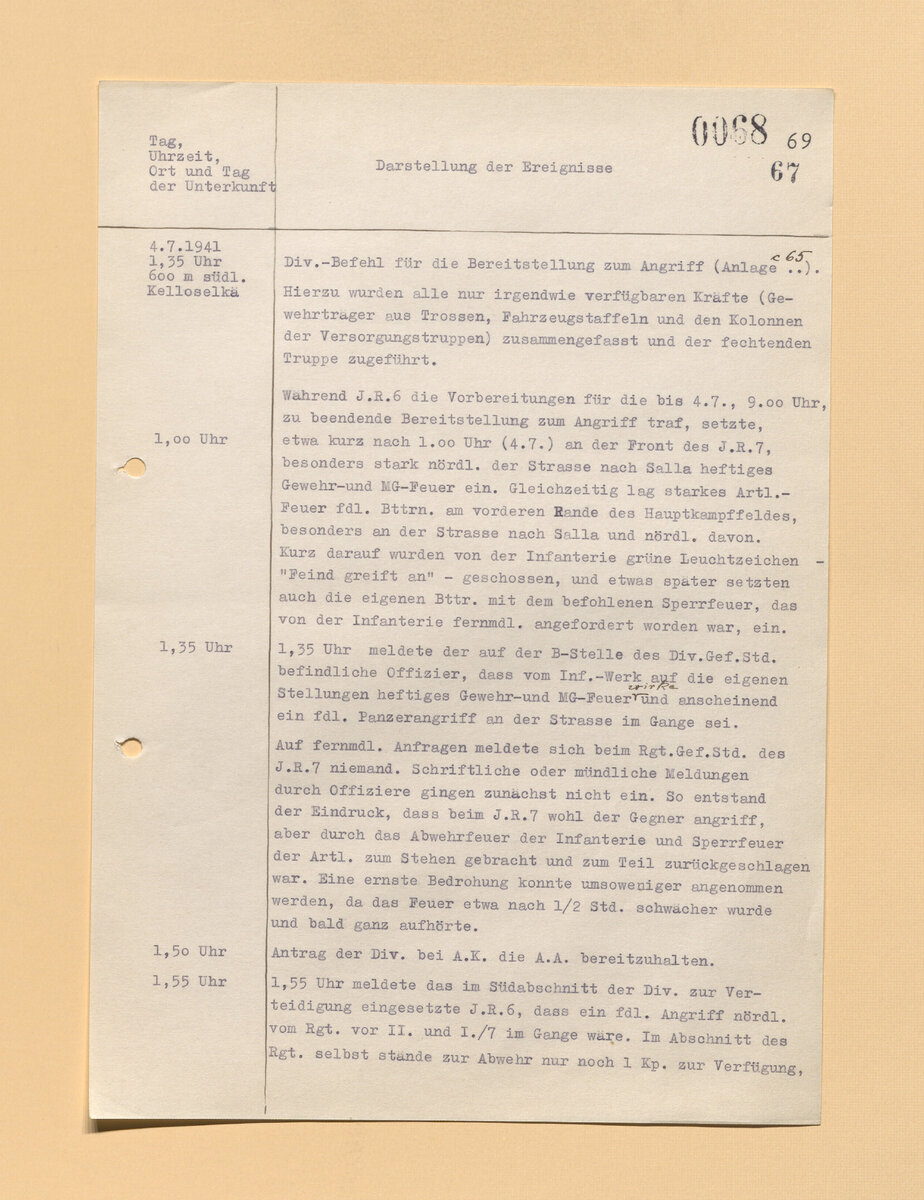 0068 69
67
Tag,
Uhrzeit,
Ort und Tag
der Unterkunft
Darstellung der Ereignisse
4.7.1941
1,35 Uhr
600 m südl.
Kelloselkä
c 65
Div.-Befehl für die Bereitstellung zum Angriff (Anlage ..).
Hierzu wurden alle nur irgendwie verfügbaren Kräfte (Ge-
wehrträger aus Trossen, Fahrzeugstaffeln und den Kolonnen
der Versorgungstruppen) zusammengefasst und der fechtenden
Truppe zugeführt.
Während J.R.6 die Vorbereitungen für die bis 4.7., 9.oo Uhr,
zu beendende Bereitstellung zum Angriff traf, setzte,
1,oo Uhr
etwa kurz nach 1.oo Uhr (4.7.) an der Front des J.R.7,
besonders stark nördl. der Strasse nach Salla heftiges
Gewehr-und MG-Feuer ein. Gleichzeitig lag starkes Artl.-
Feuer fdl. Bttrn. am vorderen Rande des Hauptkampffeldes,
besonders an der Strasse nach Salla und nördl. davon.
Kurz darauf wurden von der Infanterie grüne Leuchtzeichen -
"Feind greift an" - geschossen, und etwas später setzten
auch die eigenen Bttr. mit dem befohlenen Sperrfeuer, das
von der Infanterie fernmdl. angefordert worden war, ein.
1,35 Uhr
1,35 Uhr meldete der auf der B-Stelle des Div.Gef.Std.
befindliche Offizier, dass vom Inf.-Werk auf die eigenen
wirke
Stellungen heftiges Gewehr-und MG-Feuer und anscheinend
ein fdl. Panzerangriff an der Strasse im Gange sei.
Auf fernmdl. Anfragen meldete sich beim Rgt.Gef.Std. des
J.R.7 niemand. Schriftliche oder mündliche Meldungen
durch Offiziere gingen zunächst nicht ein. So entstand
der Eindruck, dass beim J.R.7 wohl der Gegner angriff,
aber durch das Abwehrfeuer der Infanterie und Sperrfeuer
der Artl. zum Stehen gebracht und zum Teil zurückgeschlagen
war. Eine ernste Bedrohung konnte umsoweniger angenommen
werden, da das Feuer etwa nach 1/2 Std. schwächer wurde
und bald ganz aufhörte.
1,5o Uhr
Antrag der Div. bei A.K. die A.A. bereitzuhalten.
1,55 Uhr
1,55 Uhr meldete das im Südabschnitt der Div. zur Ver-
teidigung eingesetzte J.R.6, dass ein fdl. Angriff nördl.
vom Rgt. vor II. und I./7 im Gange wäre. Im Abschnitt des
Rgt. selbst stände zur Abwehr nur noch 1 Kp. zur Verfügung,